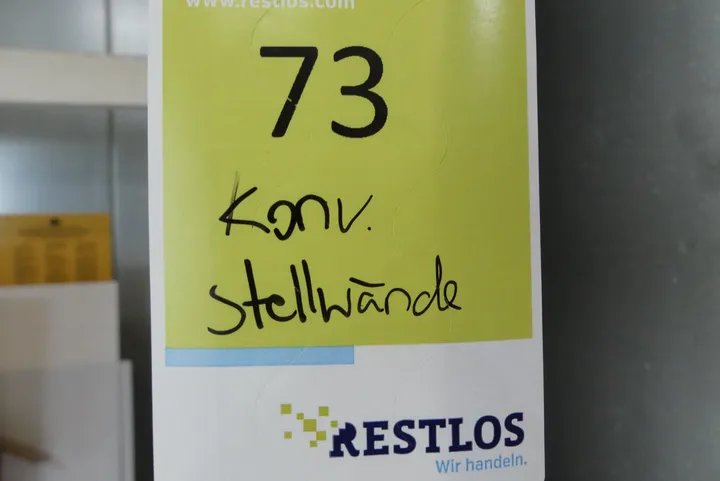 www.restlos.com
73
Konv.
Stellwände
RESTLOS
Wir handeln.